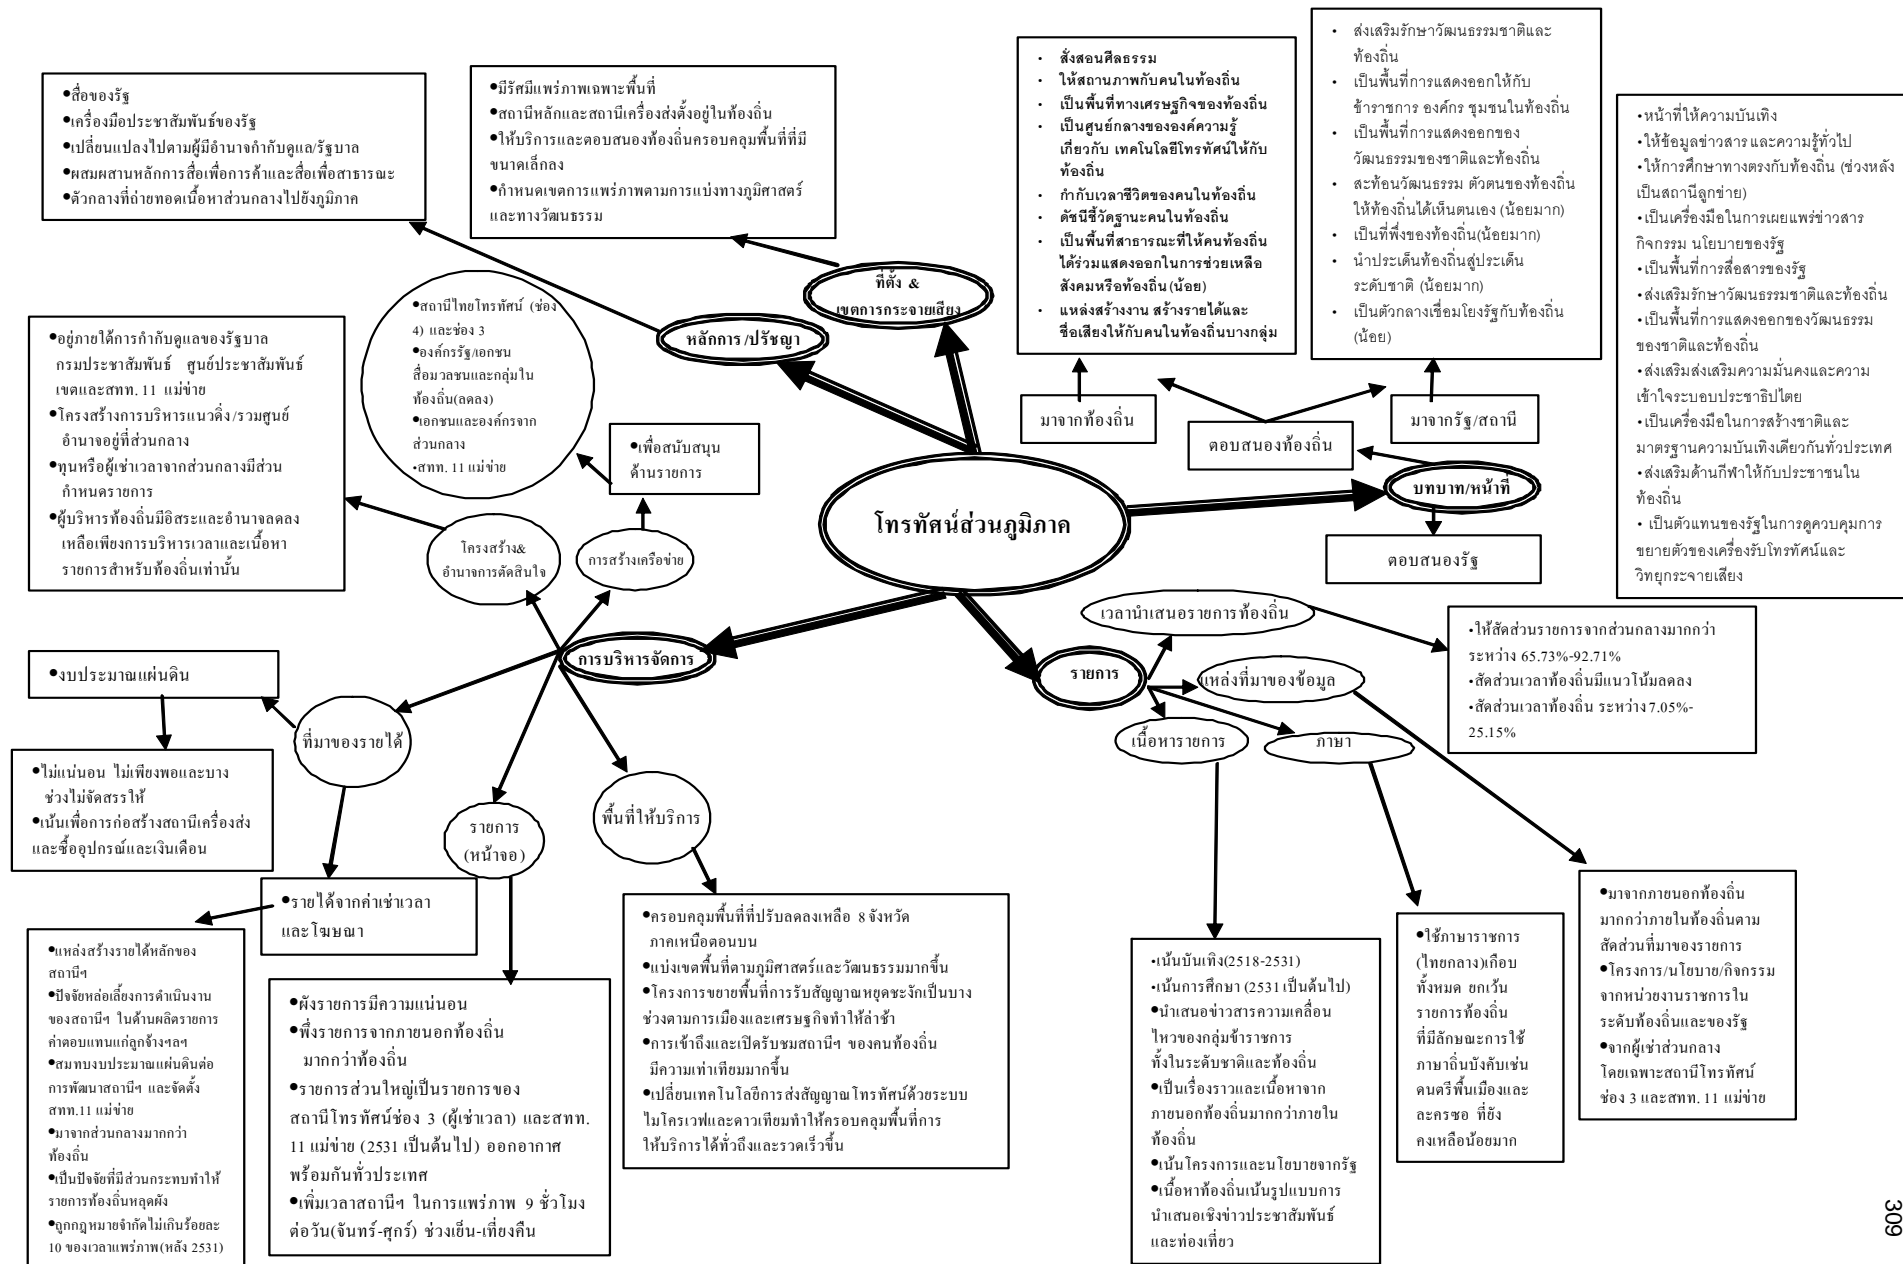 •สื่อของรัฐ
•เครื่องมือประชาสัมพันธ์ของรัฐ
•เปลี่ยนแปลงไปตามผู้มีอำนาจกำกับดูแล/รัฐบาล
•ผสมผสานหลักการสื่อเพื่อการค้าและสื่อเพื่อสาธารณะ
•ตัวกลางที่ถ่ายทอดเนื้อหาส่วนกลางไปยังภูมิภาค
•มีรัศมีแพร่ภาพเฉพาะพื้นที่
•สถานีหลักและสถานีเครื่องส่งตั้งอยู่ในท้องถิ่น
•ให้บริการและตอบสนองท้องถิ่นครอบคลุมพื้นที่ที่มี
ขนาดเล็กลง
•กำหนดเขตการแพร่ภาพตามการแบ่งทางภูมิศาสตร์
และทางวัฒนธรรม
• สั่งสอนศีลธรรม
• ให้สถานภาพกับคนในท้องถิ่น
• เป็นพื้นที่ทางเศรษฐกิจของท้องถิ่น
• เป็นศูนย์กลางขององค์ความรู้
เกี่ยวกับ เทคโนโลยีโทรทัศน์ให้กับ
ท้องถิ่น
• กำกับเวลาชีวิตของคนในท้องถิ่น
• ดัชนีชี้วัดฐานะคนในท้องถิ่น
• เป็นพื้นที่สาธารณะที่ให้คนท้องถิ่น
ได้ร่วมแสดงออกในการช่วยเหลือ
สังคมหรือท้องถิ่น(น้อย)
• แหล่งสร้างงาน สร้างรายได้และ
ชื่อเสียงให้กับคนในท้องถิ่นบางกลุ่ม
• ส่งเสริมรักษาวัฒนธรรมชาติและ
ท้องถิ่น
• เป็นพื้นที่การแสดงออกให้กับ
ข้าราชการ องค์กร ชุมชนในท้องถิ่น
• เป็นพื้นที่การแสดงออกของ
วัฒนธรรมของชาติและท้องถิ่น
• สะท้อนวัฒนธรรม ตัวตนของท้องถิ่น
ให้ท้องถิ่นได้เห็นตนเอง (น้อยมาก)
• เป็นที่พึ่งของท้องถิ่น(น้อยมาก)
• นำประเด็นท้องถิ่นสู่ประเด็น
ระดับชาติ (น้อยมาก)
• เป็นตัวกลางเชื่อมโยงรัฐกับท้องถิ่น
(น้อย)
•หน้าที่ให้ความบันเทิง
•ให้ข้อมูลข่าวสาร และความรู้ทั่วไป
•ให้การศึกษาทางตรงกับท้องถิ่น (ช่วงหลัง
เป็นสถานีลูกข่าย)
•เป็นเครื่องมือในการเผยแพร่ข่าวสาร
กิจกรรม นโยบายของรัฐ
•เป็นพื้นที่การสื่อสารของรัฐ
•ส่งเสริมรักษาวัฒนธรรมชาติและท้องถิ่น
•เป็นพื้นที่การแสดงออกของวัฒนธรรม
ของชาติและท้องถิ่น
•ส่งเสริมส่งเสริมความมั่นคงและความ
เข้าใจระบอบประชาธิปไตย
•เป็นเครื่องมือในการสร้างชาติและ
มาตรฐานความบันเทิงเดียวกันทั่วประเทศ
•ส่งเสริมด้านกีฬาให้กับประชาชนใน
ท้องถิ่น
• เป็นตัวแทนของรัฐในการดูควบคุมการ
ขยายตัวของเครื่องรับโทรทัศน์และ
วิทยุกระจายเสียง
ที่ตั้ง &
เขตการกระจายเสียง
หลักการ/ปรัชญา
•สถานีไทยโทรทัศน์ (ช่อง
4) และช่อง 3
•องค์กรรัฐ/เอกชน
สื่อมวลชนและกลุ่มใน
ท้องถิ่น(ลดลง)
•เอกชนและองค์กรจาก
ส่วนกลาง
•สทท. 11 แม่ข่าย
•อยู่ภายใต้การกำกับดูแลของรัฐบาล
กรมประชาสัมพันธ์ ศูนย์ประชาสัมพันธ์
เขตและสทท. 11 แม่ข่าย
•โครงสร้างการบริหารแนวดิ่ง/รวมศูนย์
อำนาจอยู่ที่ส่วนกลาง
•ทุนหรือผู้เช่าเวลาจากส่วนกลางมีส่วน
กำหนดรายการ
•ผู้บริหารท้องถิ่นมีอิสระและอำนาจลดลง
เหลือเพียงการบริหารเวลาและเนื้อหา
รายการสำหรับท้องถิ่นเท่านั้น
•เพื่อสนับสนุน
ด้านรายการ
มาจากท้องถิ่น
ตอบสนองท้องถิ่น
มาจากรัฐ/สถานี
บทบาท/หน้าที่
ตอบสนองรัฐ
โทรทัศน์ส่วนภูมิภาค
โครงสร้าง&
อำนาจการตัดสินใจ
การสร้างเครือข่าย
การบริหารจัดการ
รายการ
เวลานำเสนอรายการท้องถิ่น
แหล่งที่มาของข้อมูล
เนื้อหารายการ
ภาษา
•ให้สัดส่วนรายการจากส่วนกลางมากกว่า
ระหว่าง 65.73%-92.71%
•สัดส่วนเวลาท้องถิ่นมีแนวโน้มลดลง
•สัดส่วนเวลาท้องถิ่น ระหว่าง 7.05%-
25.15%
•งบประมาณแผ่นดิน
ที่มาของรายได้
•ไม่แน่นอน ไม่เพียงพอและบาง
ช่วงไม่จัดสรรให้
•เน้นเพื่อการก่อสร้างสถานีเครื่องส่ง
และซื้ออุปกรณ์และเงินเดือน
รายการ
(หน้าจอ)
พื้นที่ให้บริการ
•รายได้จากค่าเช่าเวลา
และโฆษณา
•แหล่งสร้างรายได้หลักของ
สถานีฯ
•ปัจจัยหล่อเลี้ยงการดำเนินงาน
ของสถานีฯ ในด้านผลิตรายการ
ค่าตอบแทนแก่ลูกจ้างฯลฯ
•สมทบงบประมาณแผ่นดินต่อ
การพัฒนาสถานีฯ และจัดตั้ง
สทท.11 แม่ข่าย
•มาจากส่วนกลางมากกว่า
ท้องถิ่น
•เป็นปัจจัยที่มีส่วนกระทบทำให้
รายการท้องถิ่นหลุดผัง
•ถูกกฎหมายจำกัดไม่เกินร้อยละ
10 ของเวลาแพร่ภาพ(หลัง 2531)
•ผังรายการมีความแน่นอน
•พึ่งรายการจากภายนอกท้องถิ่น
มากกว่าท้องถิ่น
•รายการส่วนใหญ่เป็นรายการของ
สถานีโทรทัศน์ช่อง 3 (ผู้เช่าเวลา) และสทท.
11 แม่ข่าย (2531 เป็นต้นไป) ออกอากาศ
พร้อมกันทั่วประเทศ
•เพิ่มเวลาสถานีฯ ในการแพร่ภาพ 9 ชั่วโมง
ต่อวัน(จันทร์-ศุกร์) ช่วงเย็น-เที่ยงคืน
•ครอบคลุมพื้นที่ที่ปรับลดลงเหลือ 8 จังหวัด
ภาคเหนือตอนบน
•แบ่งเขตพื้นที่ตามภูมิศาสตร์และวัฒนธรรมมากขึ้น
•โครงการขยายพื้นที่การรับสัญญาณหยุดชะงักเป็นบาง
ช่วงตามการเมืองและเศรษฐกิจทำให้ล่าช้า
•การเข้าถึงและเปิดรับชมสถานีฯ ของคนท้องถิ่น
มีความเท่าเทียมมากขึ้น
•เปลี่ยนเทคโนโลยีการส่งสัญญาณโทรทัศน์ด้วยระบบ
ไมโครเวฟและดาวเทียมทำให้ครอบคลุมพื้นที่การ
ให้บริการได้ทั่วถึงและรวดเร็วขึ้น
•เน้นบันเทิง(2518-2531)
•เน้นการศึกษา (2531 เป็นต้นไป)
•นำเสนอข่าวสารความเคลื่อน
ไหวของกลุ่มข้าราชการ
ทั้งในระดับชาติและท้องถิ่น
•เป็นเรื่องราวและเนื้อหาจาก
ภายนอกท้องถิ่นมากกว่าภายใน
ท้องถิ่น
•เน้นโครงการและนโยบายจากรัฐ
•เนื้อหาท้องถิ่นเน้นรูปแบบการ
นำเสนอเชิงข่าวประชาสัมพันธ์
และท่องเที่ยว
•ใช้ภาษาราชการ
(ไทยกลาง)เกือบ
ทั้งหมด ยกเว้น
รายการท้องถิ่น
ที่มีลักษณะการใช้
ภาษาถิ่นบังคับเช่น
ดนตรีพื้นเมืองและ
ละครซอ ที่ยัง
คงเหลือน้อยมาก
•มาจากภายนอกท้องถิ่น
มากกว่าภายในท้องถิ่นตาม
สัดส่วนที่มาของรายการ
•โครงการ/นโยบาย/กิจกรรม
จากหน่วยงานราชการใน
ระดับท้องถิ่นและของรัฐ
•จากผู้เช่าส่วนกลาง
โดยเฉพาะสถานีโทรทัศน์
ช่อง 3 และสทท. 11 แม่ข่าย
309